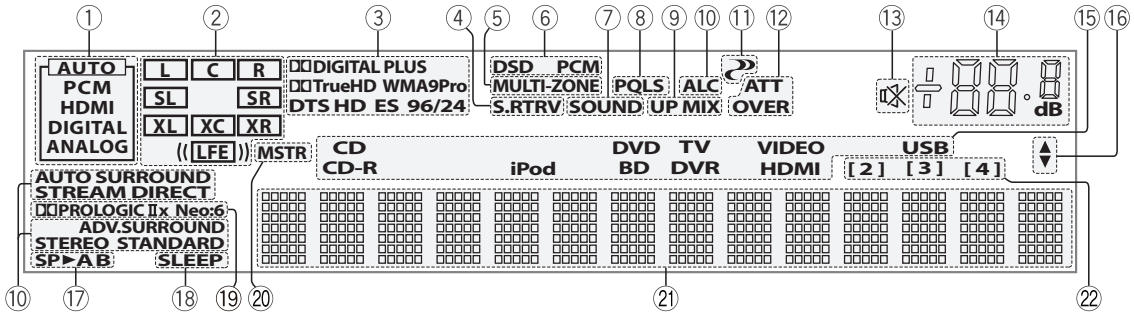 ① ② ③ ④ ⑤ ⑥ ⑦ ⑧ ⑨ ⑩ ⑪ ⑫ ⑬ ⑭ ⑮ ⑯
AUTO
PCM
HDMI
DIGITAL
ANALOG
L C R
SL SR
XL XC XR
((LFE))
DIGITAL PLUS
TrueHD WMA9Pro
DTS HD ES 96/24
DSD PCM
MULTI-ZONE
S.RTRV SOUND UP MIX
PQLS ALC
ATT
OVER
dB
MSTR
CD DVD TV VIDEO USB
CD-R iPod BD DVR HDMI [2] [3] [4]
AUTO SURROUND
STREAM DIRECT
PROLOGIC IIx Neo:6
ADV.SURROUND
STEREO STANDARD
SP►A B SLEEP
⑩ ⑰ ⑱ ⑲ ⑳ ㉑ ㉒